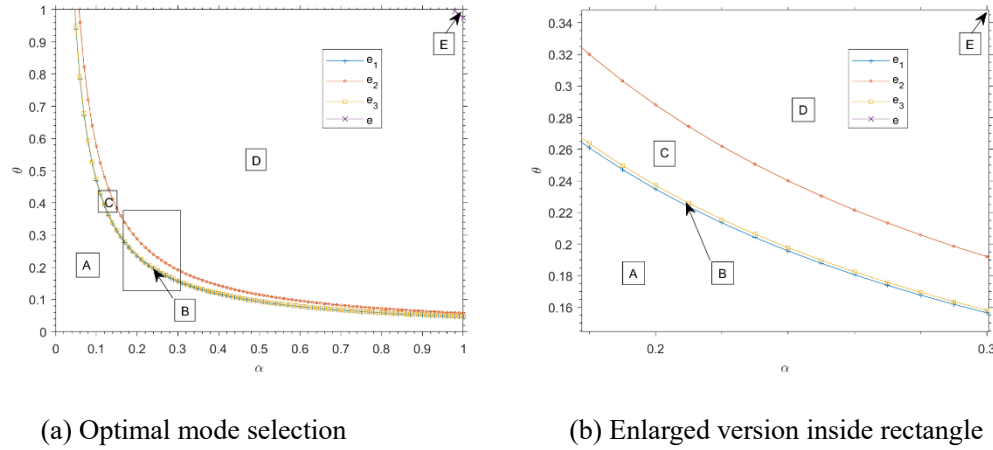 1
0.9
0.8
0.7
0.6
0.5
0.4
0.3
0.2
0.1
0
θ
0 0.1 0.2 0.3 0.4 0.5 0.6 0.7 0.8 0.9 1
α
e1
e2
e3
e
A
B
C
D
E
(a) Optimal mode selection
0.34
0.32
0.3
0.28
0.26
0.24
0.22
0.2
0.18
0.16
θ
0.2 0.3
α
e1
e2
e3
e
A
B
C
D
E
(b) Enlarged version inside rectangle